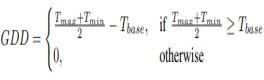 GDD = { (T_max + T_min)/2 − T_base, if (T_max + T_min)/2 ≥ T_base
0, otherwise